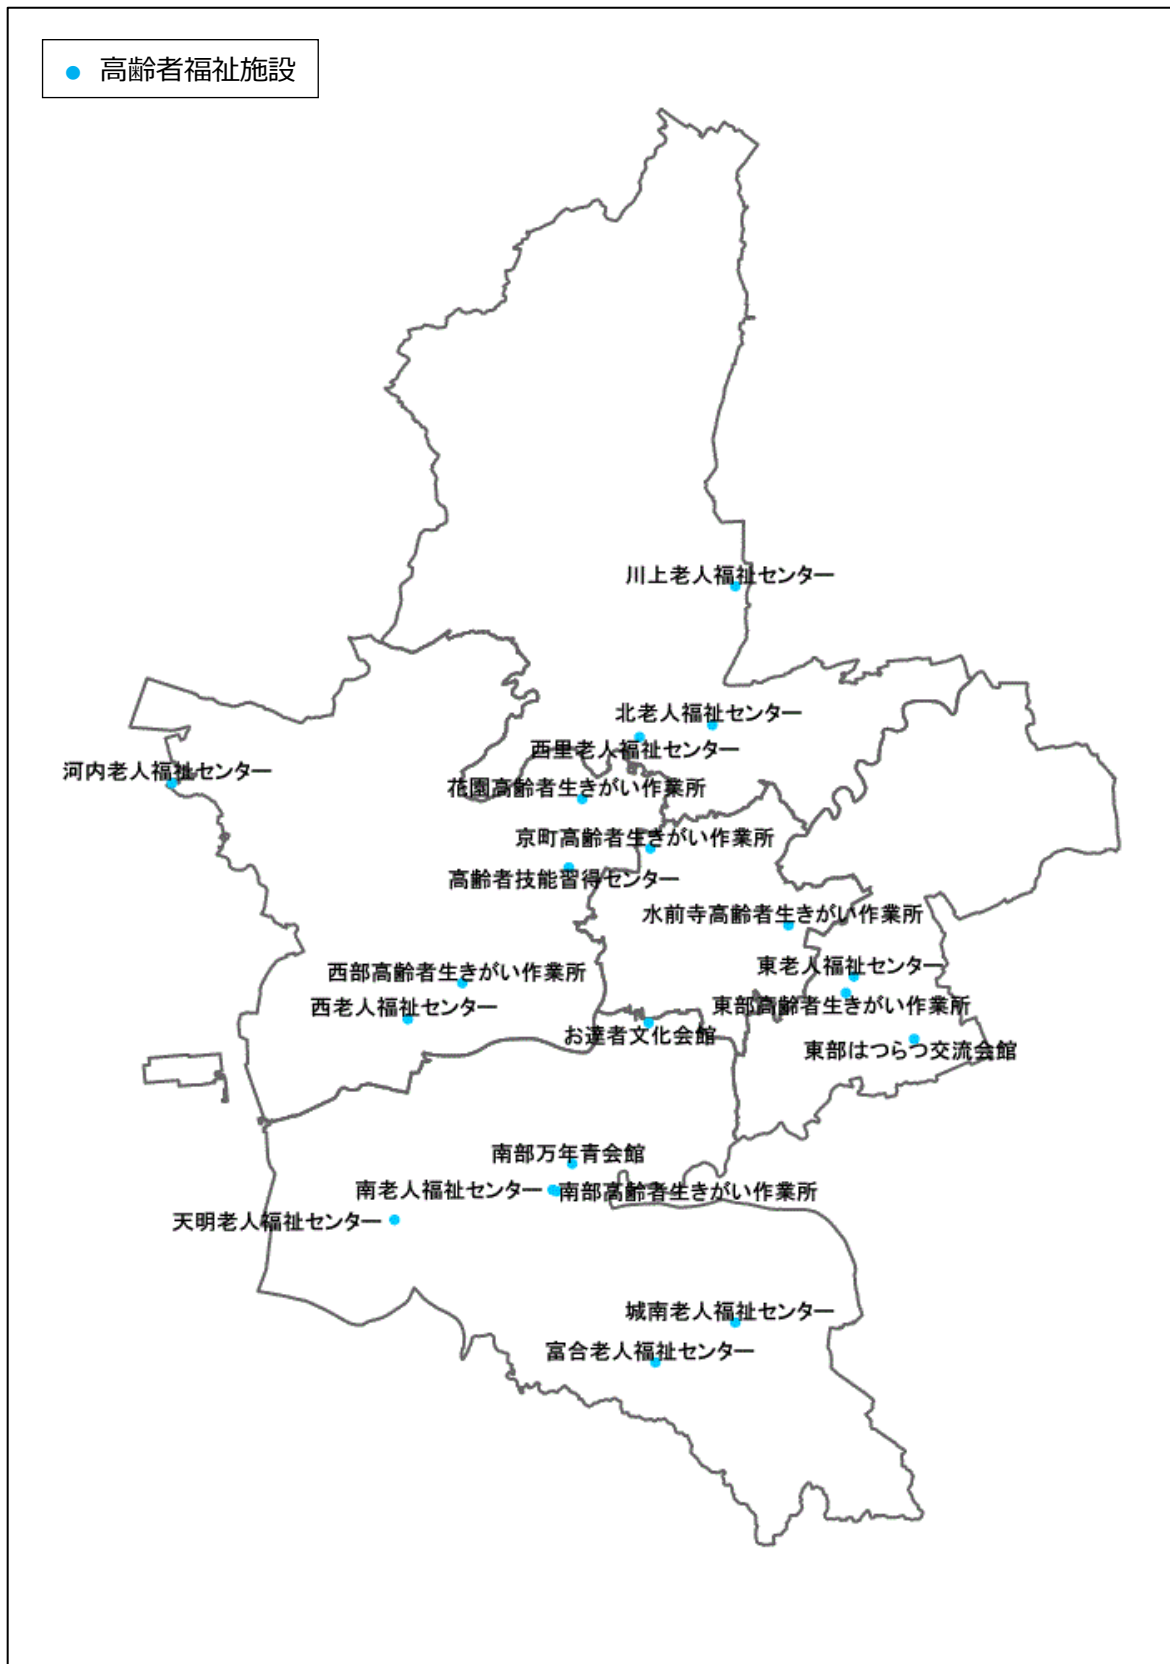 高齢者福祉施設
川上老人福祉センター
北老人福祉センター
西里老人福祉センター
河内老人福祉センター
花園高齢者生きがい作業所
京町高齢者生きがい作業所
高齢者技能習得センター
水前寺高齢者生きがい作業所
東老人福祉センター
西部高齢者生きがい作業所
東部高齢者生きがい作業所
西老人福祉センター
お達者文化会館
東部はつらつ交流会館
南部万年青会館
南老人福祉センター
南部高齢者生きがい作業所
天明老人福祉センター
城南老人福祉センター
富合老人福祉センター